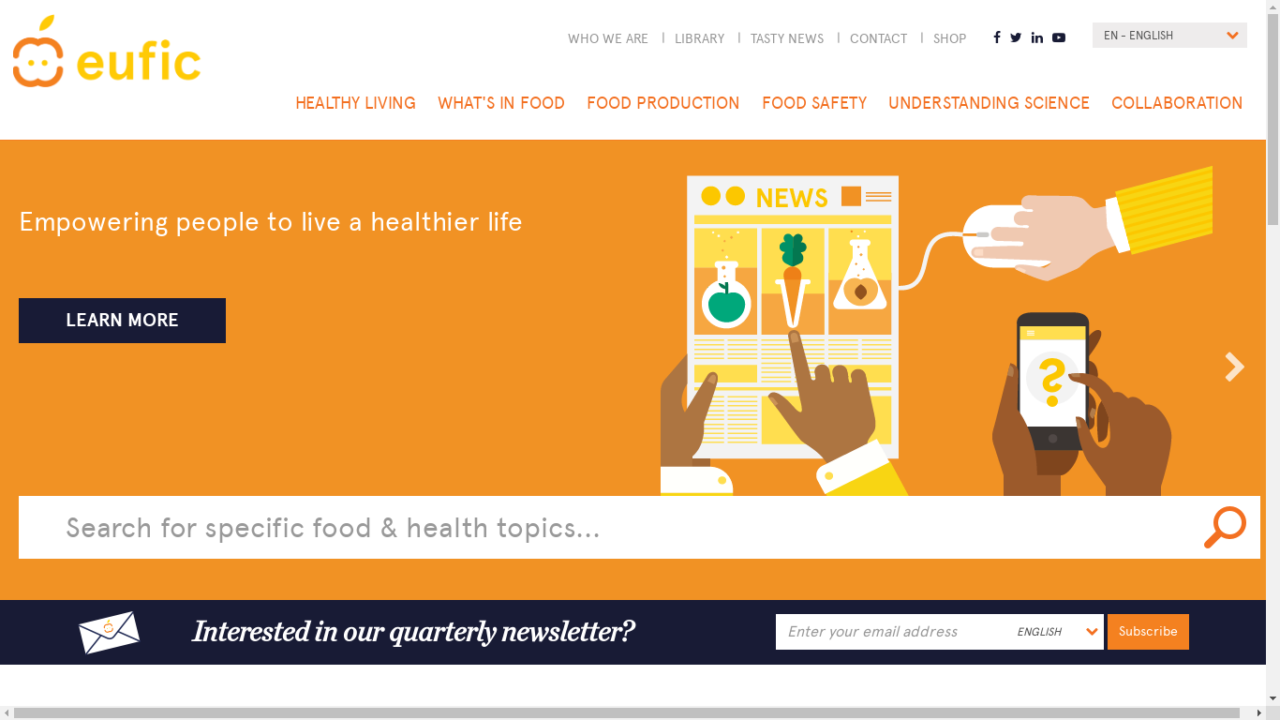 eufic
WHO WE ARE | LIBRARY | TASTY NEWS | CONTACT | SHOP
EN - ENGLISH
HEALTHY LIVING WHAT'S IN FOOD FOOD PRODUCTION FOOD SAFETY UNDERSTANDING SCIENCE COLLABORATION
NEWS
Empowering people to live a healthier life
LEARN MORE
?
Search for specific food & health topics...
Interested in our quarterly newsletter?
Enter your email address ENGLISH Subscribe